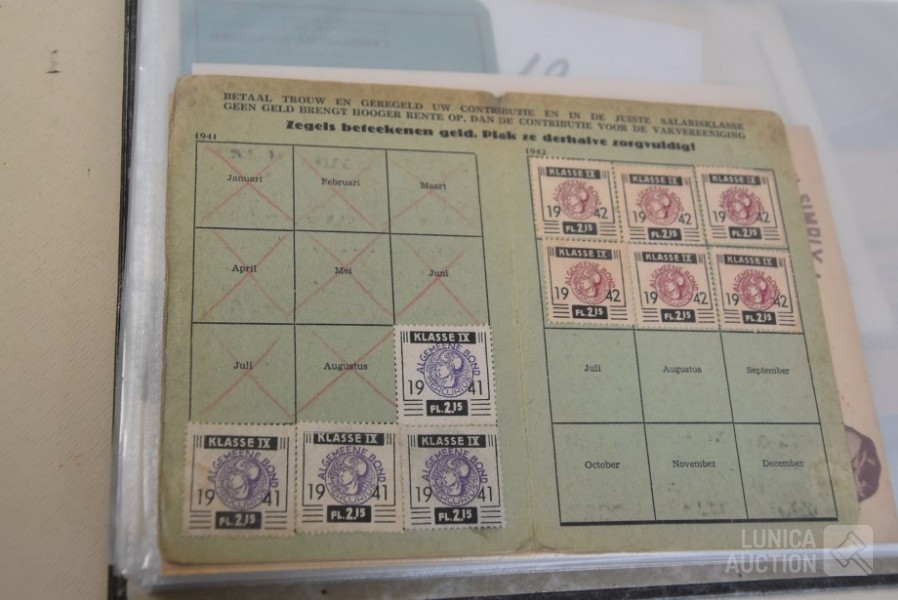 BETAAL TROUW EN GEREGELD UW CONTRIBUTIE EN IN DE JUISTE SALARISKLASSE
GEEN GELD BRENGT HOOGER RENTE OP, DAN DE CONTRIBUTIE VOOR DE VAKVEREENIGING
Zegels beteekenen geld. Plak ze derhalve zorgvuldig!
1941
Januari
Februari
Maart
April
Mei
Juni
Juli
Augustus
KLASSE IX
ALGEMEENE BOND
MERCURIUS
19 41
FL.2,15
KLASSE IX
ALGEMEENE BOND
MERCURIUS
19 41
FL.2,15
KLASSE IX
ALGEMEENE BOND
MERCURIUS
19 41
FL.2,15
KLASSE IX
ALGEMEENE BOND
MERCURIUS
19 41
FL.2,15
1942
KLASSE IX
ALGEMEENE BOND
19 42
FL.2,15
KLASSE IX
ALGEMEENE BOND
19 42
FL.2,15
KLASSE IX
ALGEMEENE BOND
19 42
FL.2,15
KLASSE IX
ALGEMEENE BOND
19 42
FL.2,15
KLASSE IX
ALGEMEENE BOND
19 42
FL.2,15
KLASSE IX
ALGEMEENE BOND
19 42
FL.2,15
Juli
Augustus
September
October
November
December
LUNICA
AUCTION